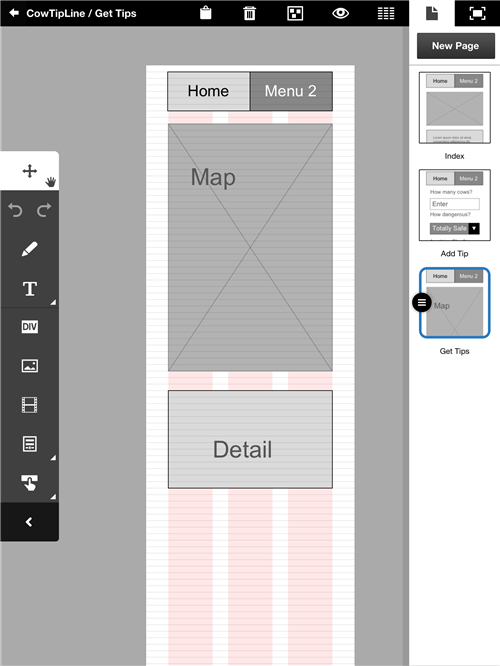 CowTipLine / Get Tips
New Page
Home Menu 2
Map
Detail
T
DIV
Home Menu 2
Index
Home Menu 2
How many cows?
Enter
How dangerous?
Totally Safe
Add Tip
Home Menu 2
Map
Get Tips